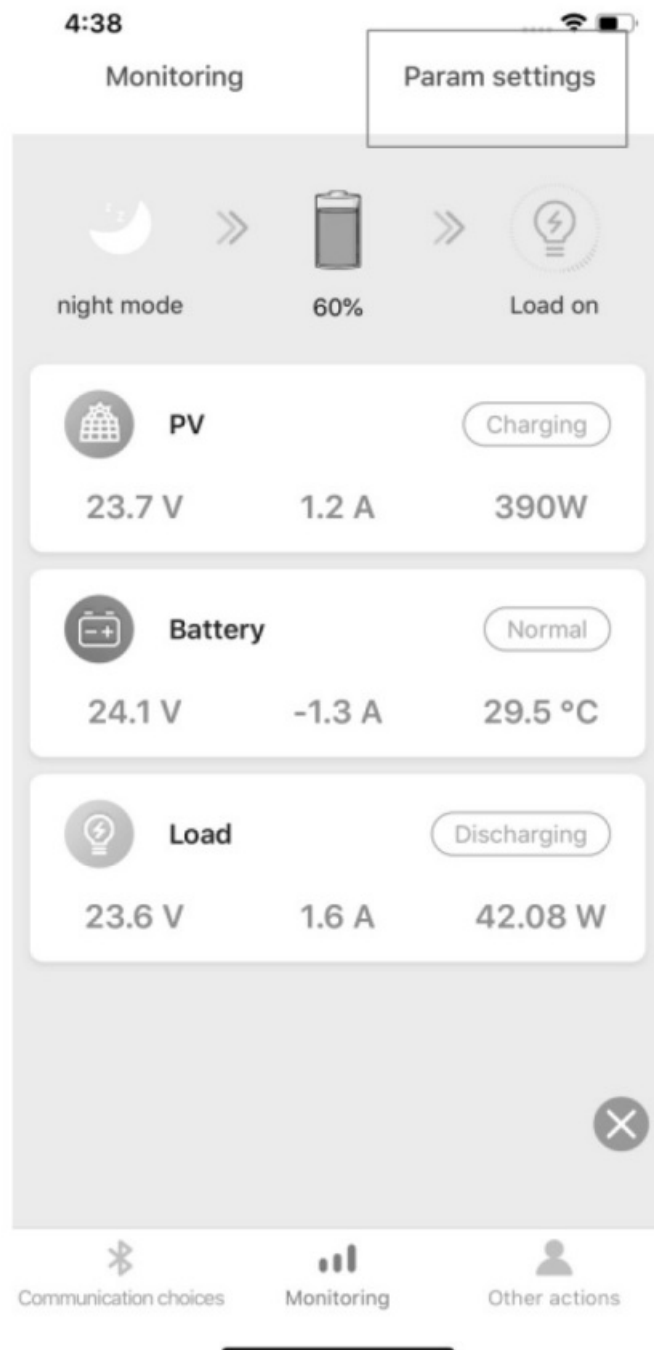 4:38
Monitoring Param settings
night mode 60% Load on
PV Charging
23.7 V 1.2 A 390W
Battery Normal
24.1 V -1.3 A 29.5 °C
Load Discharging
23.6 V 1.6 A 42.08 W
Communication choices Monitoring Other actions